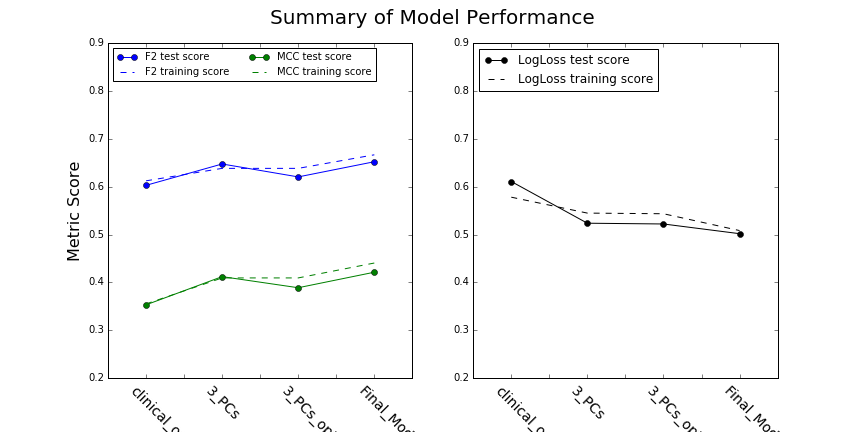 Summary of Model Performance
Metric Score
0.9
0.8
0.7
0.6
0.5
0.4
0.3
0.2
F2 test score
F2 training score
MCC test score
MCC training score
3_PCs
0.9
0.8
0.7
0.6
0.5
0.4
0.3
0.2
LogLoss test score
LogLoss training score
3_PCs